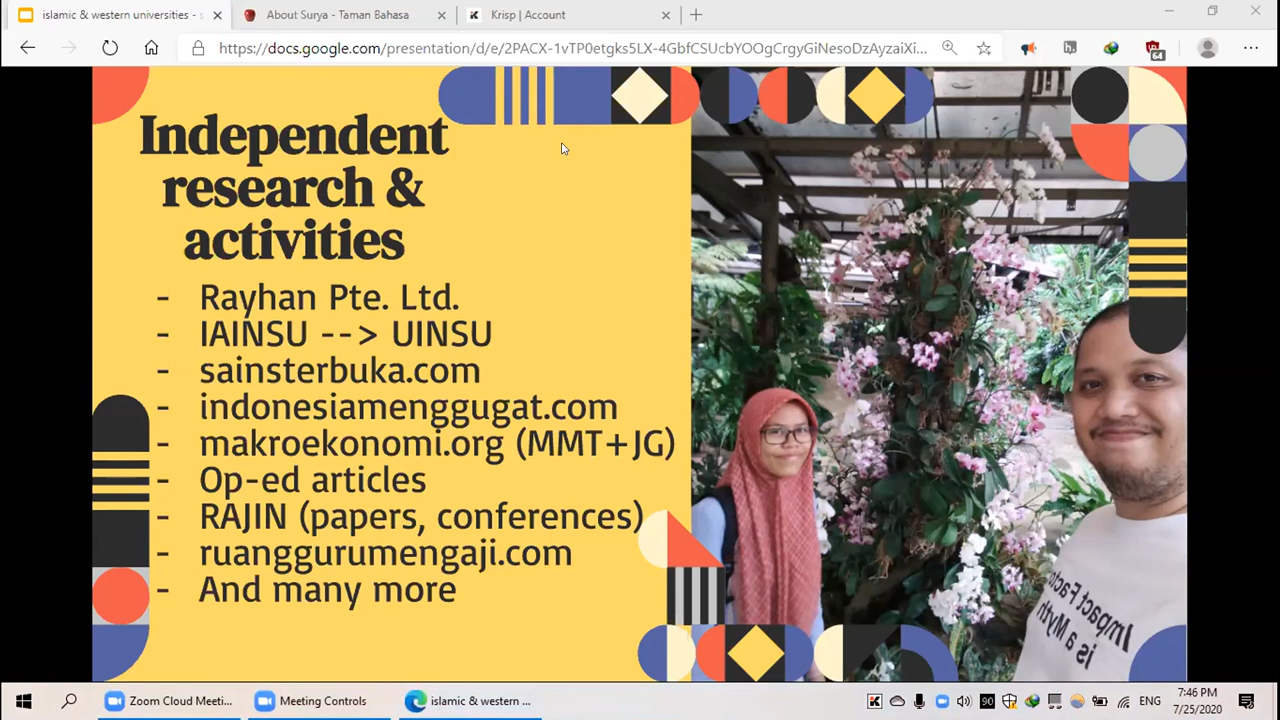 islamic & western universities - s
About Surya - Taman Bahasa
Krisp | Account
https://docs.google.com/presentation/d/e/2PACX-1vTP0etgks5LX-4GbfCSUcbYOOgCrgyGiNesoDzAyzaiXi...
64
Independent
research &
activities
- Rayhan Pte. Ltd.
- IAINSU --> UINSU
- sainsterbuka.com
- indonesiamenggugat.com
- makroekonomi.org (MMT+JG)
- Op-ed articles
- RAJIN (papers, conferences)
- ruanggurumengaji.com
- And many more
Impact Facto
is a Myth
Zoom Cloud Meeti...
Meeting Controls
islamic & western ...
90
ENG
7:46 PM
7/25/2020